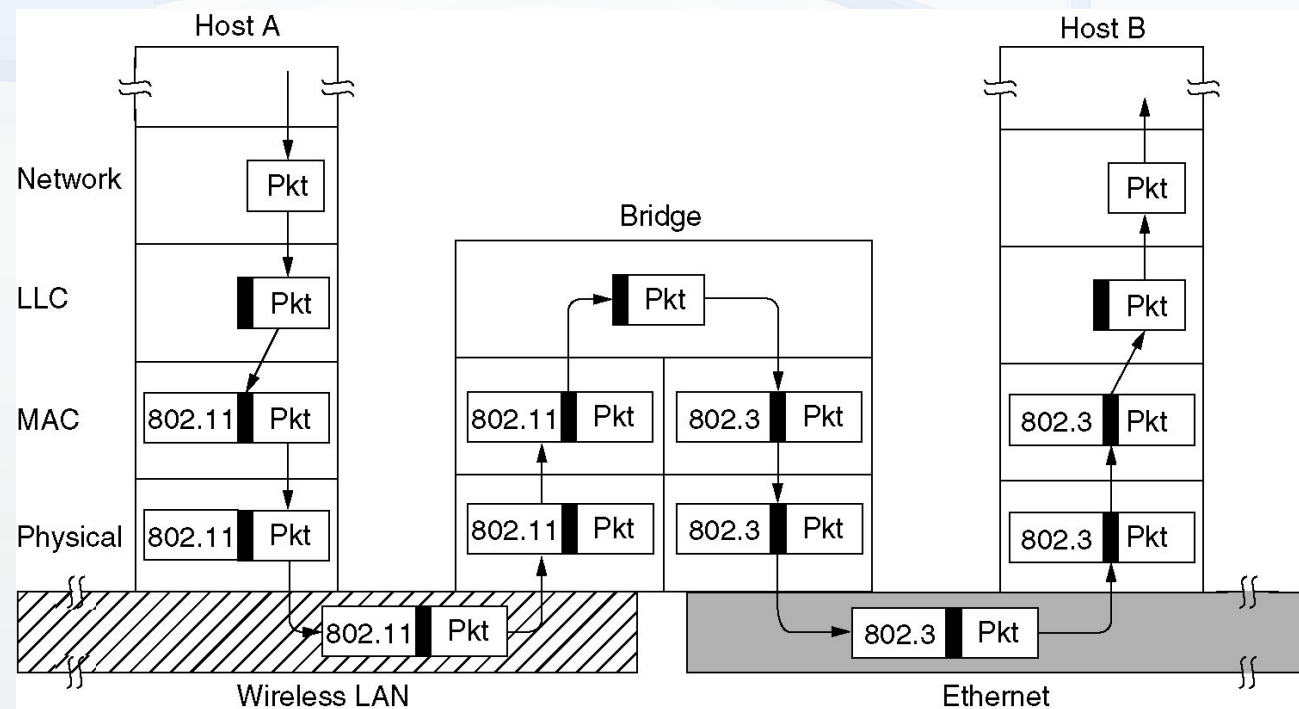 Host A
Host B
Network
Pkt
Pkt
Bridge
LLC
Pkt
Pkt
Pkt
MAC
802.11 Pkt
802.11 Pkt
802.3 Pkt
802.3 Pkt
Physical
802.11 Pkt
802.11 Pkt
802.3 Pkt
802.3 Pkt
802.11 Pkt
802.3 Pkt
Wireless LAN
Ethernet